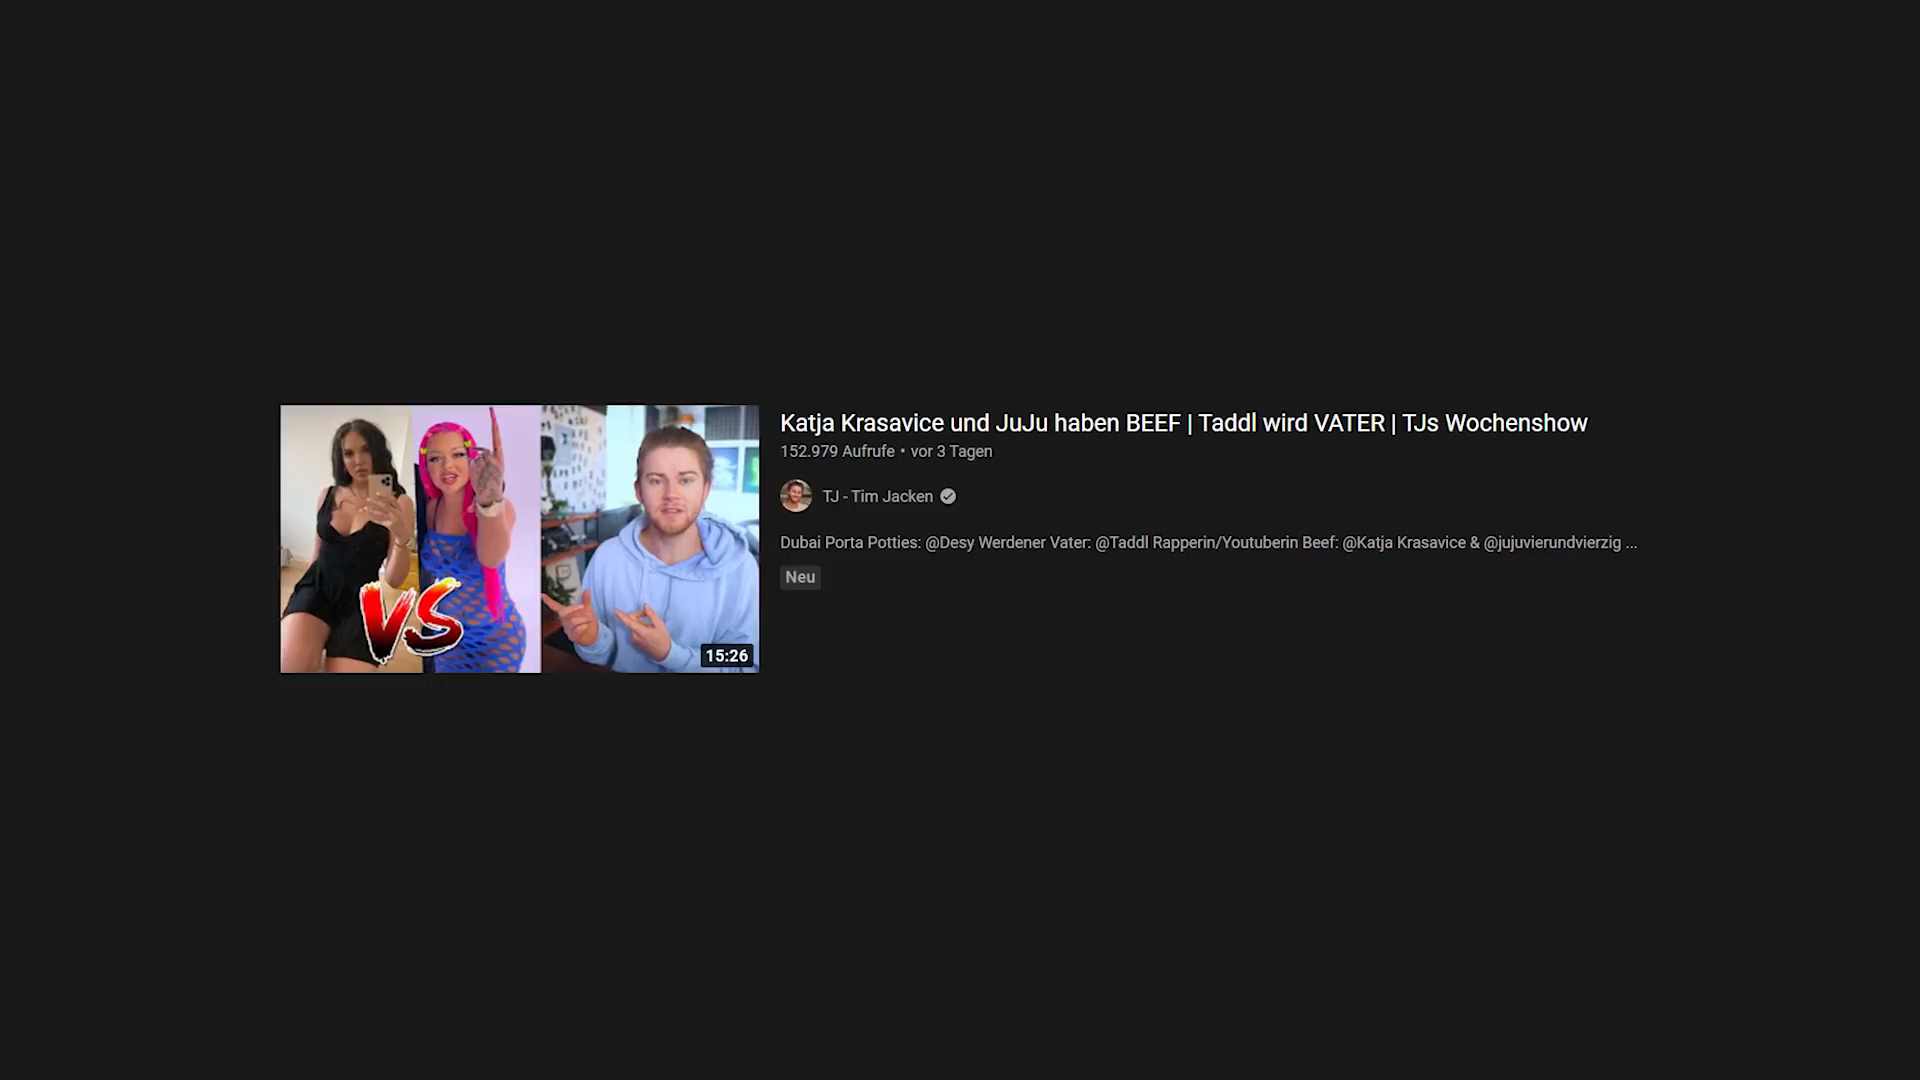 Katja Krasavice und JuJu haben BEEF | Taddl wird VATER | TJs Wochenshow
152.979 Aufrufe • vor 3 Tagen
TJ - Tim Jacken
Dubai Porta Potties: @Desy Werdener Vater: @Taddl Rapperin/Youtuberin Beef: @Katja Krasavice & @jujuvierundvierzig ...
Neu
VS
15:26